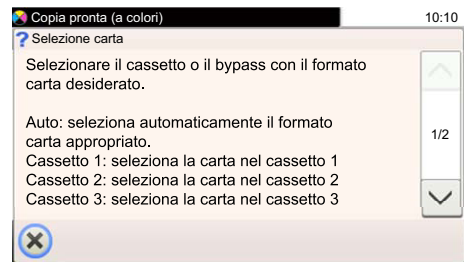 Copia pronta (a colori)
10:10
Selezione carta
Selezionare il cassetto o il bypass con il formato
carta desiderato.
Auto: seleziona automaticamente il formato
carta appropriato.
Cassetto 1: seleziona la carta nel cassetto 1
Cassetto 2: seleziona la carta nel cassetto 2
Cassetto 3: seleziona la carta nel cassetto 3
1/2